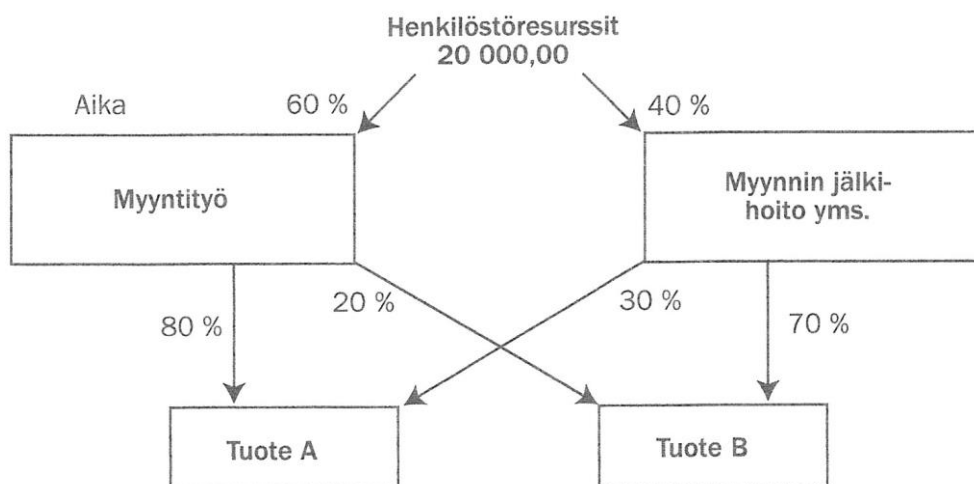 Henkilöstöresurssit
20 000,00
Aika
60 %
40 %
Myyntityö
Myynnin jälki-
hoito yms.
80 %
20 %
30 %
70 %
Tuote A
Tuote B